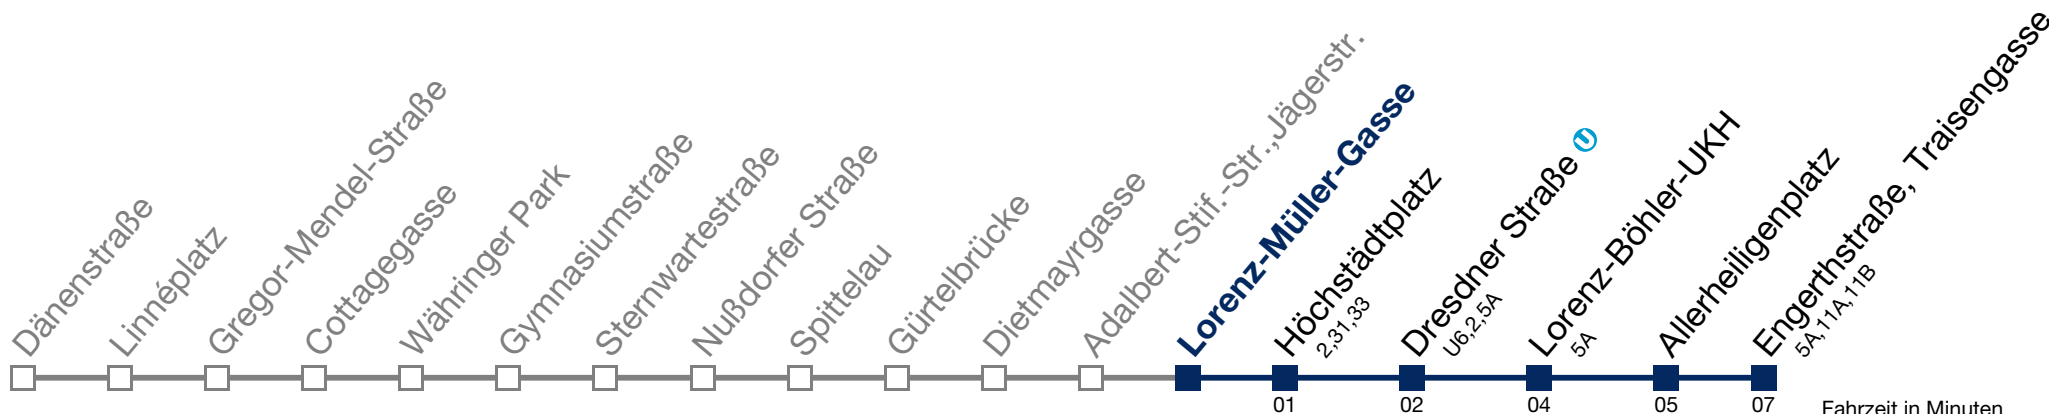 Dänenstraße
Linnéplatz
Gregor-Mendel-Straße
Cottagegasse
Währinger Park
Gymnasiumstraße
Sternwartestraße
Nußdorfer Straße
Spittelau
Gürtelbrücke
Dietmayrgasse
Adalbert-Stif.-Str.,Jägerstr.
Lorenz-Müller-Gasse
Höchstädtplatz
2,31,33
Dresdner Straße U
U6,2,5A
Lorenz-Böhler-UKH
5A
Allerheiligenplatz
Engerthstraße, Traisengasse
5A,11A,11B
01
02
04
05
07
Fahrzeit in Minuten